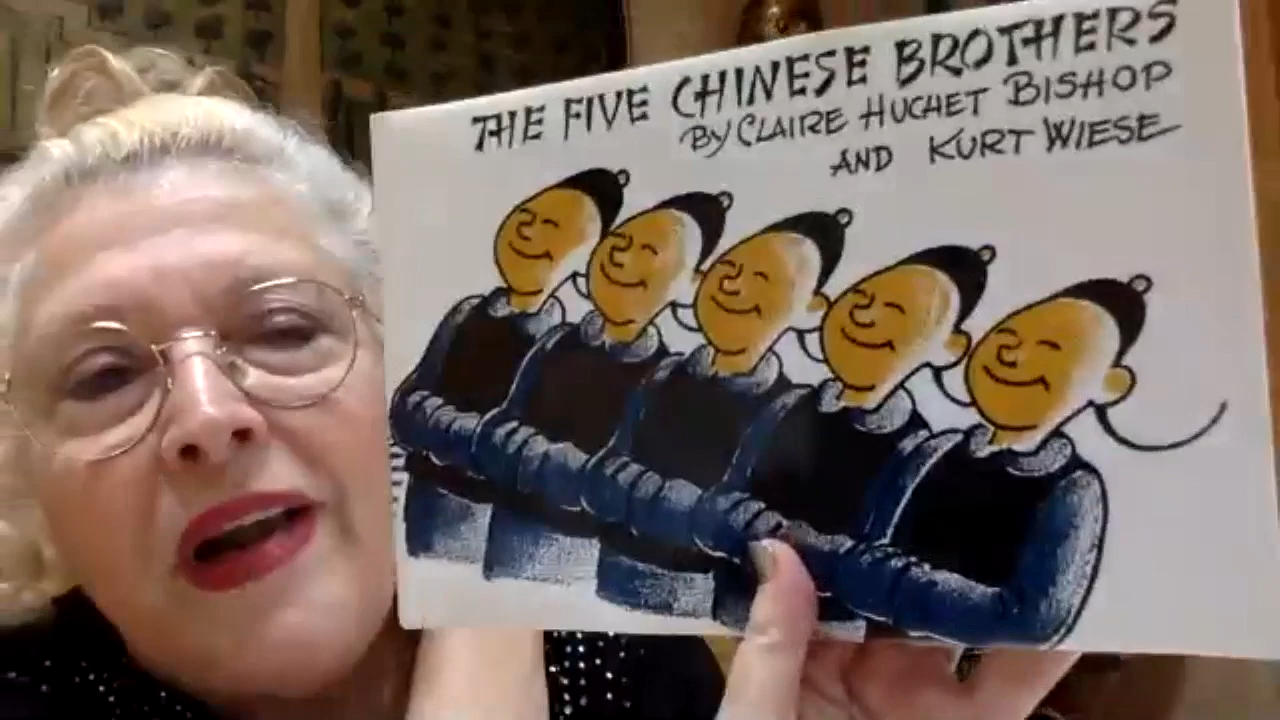 THE FIVE CHINESE BROTHERS
BY CLAIRE HUCHET BISHOP
AND KURT WIESE